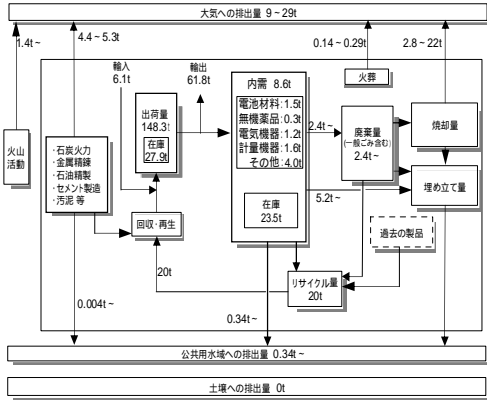 大気への排出量 9～29t
1.4t~
4.4～5.3t
0.14～0.29t
2.8～22t
輸入
6.1t
輸出
61.8t
火葬
火山
活動
・石炭火力
・金属精錬
・石油精製
・セメント製造
・汚泥 等
出荷量
148.3t
在庫
27.9t
回収・再生
内需 8.6t
電池材料:1.5t
無機薬品:0.3t
電気機器:1.2t
計量機器:1.6t
その他:4.0t
在庫
23.5t
2.4t~
廃棄量
(一般ごみ含む)
2.4t~
焼却量
埋め立て量
5.2t~
過去の製品
リサイクル量
20t
20t
0.004t~
0.34t~
公共用水域への排出量 0.34t~
土壌への排出量 0t